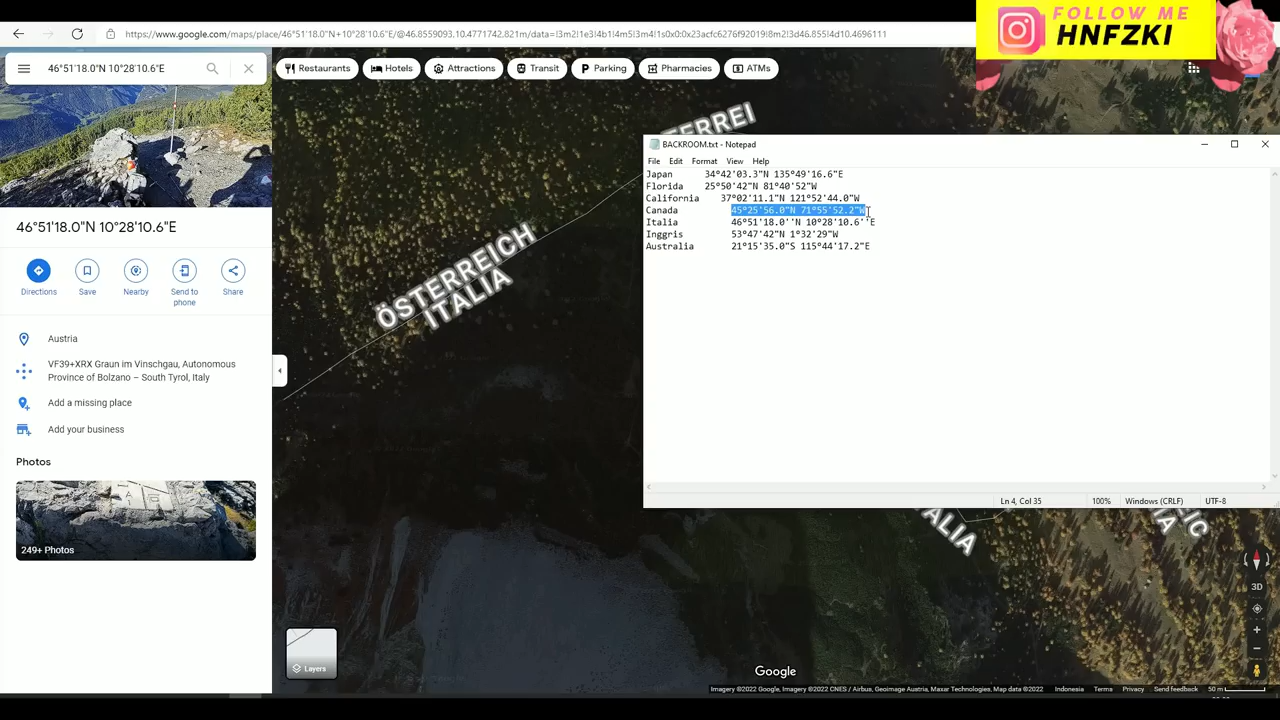 FOLLOW ME
HNFZKI
https://www.google.com/maps/place/46°51'18.0"N+10°28'10.6"E/@46.8559093,10.4771742,821m/data=!3m2!1e3!4b1!4m5!3m4!1s0x0:0x23acfc6276f92019!8m2!3d46.855!4d10.4696111
46°51'18.0"N 10°28'10.6"E
Restaurants
Hotels
Attractions
Transit
Parking
Pharmacies
ATMs
BACKROOM.txt - Notepad
File Edit Format View Help
Japan 34°42'03.3"N 135°49'16.6"E
Florida 25°50'42"N 81°40'52"W
California 37°02'11.1"N 121°52'44.0"W
Canada 45°25'56.0"N 71°55'52.2"W
Italia 46°51'18.0''N 10°28'10.6''E
Inggris 53°47'42"N 1°32'29"W
Australia 21°15'35.0"S 115°44'17.2"E
Ln 4, Col 35
100%
Windows (CRLF)
UTF-8
46°51'18.0"N 10°28'10.6"E
Directions
Save
Nearby
Send to
phone
Share
Austria
VF39+XRX Graun im Vinschgau, Autonomous
Province of Bolzano – South Tyrol, Italy
Add a missing place
Add your business
Photos
249+ Photos
ÖSTERREICH
ITALIA
TERREI
ALIA
Layers
3D
Google
Imagery ©2022 Google, Imagery ©2022 CNES / Airbus, Geoimage Austria, Maxar Technologies, Map data ©2022
Indonesia
Terms
Privacy
Send feedback
50 m